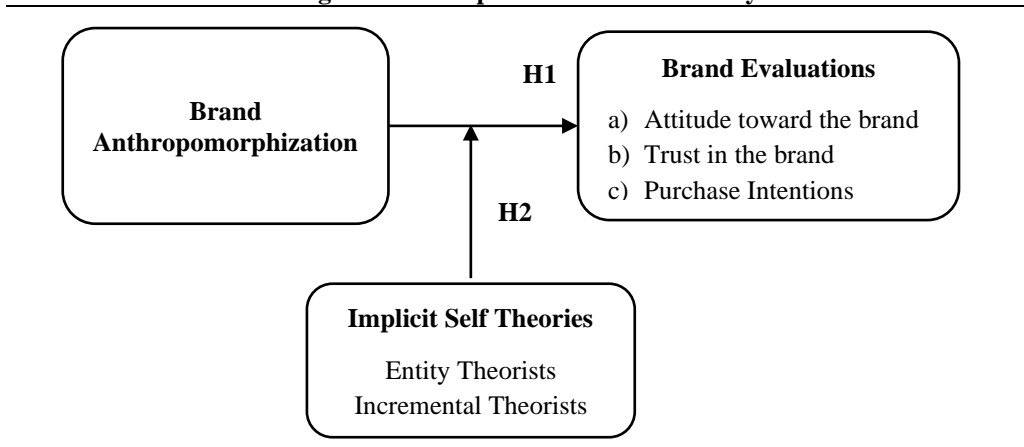 H1
Brand Evaluations
Brand
Anthropomorphization
a) Attitude toward the brand
b) Trust in the brand
c) Purchase Intentions
H2
Implicit Self Theories
Entity Theorists
Incremental Theorists